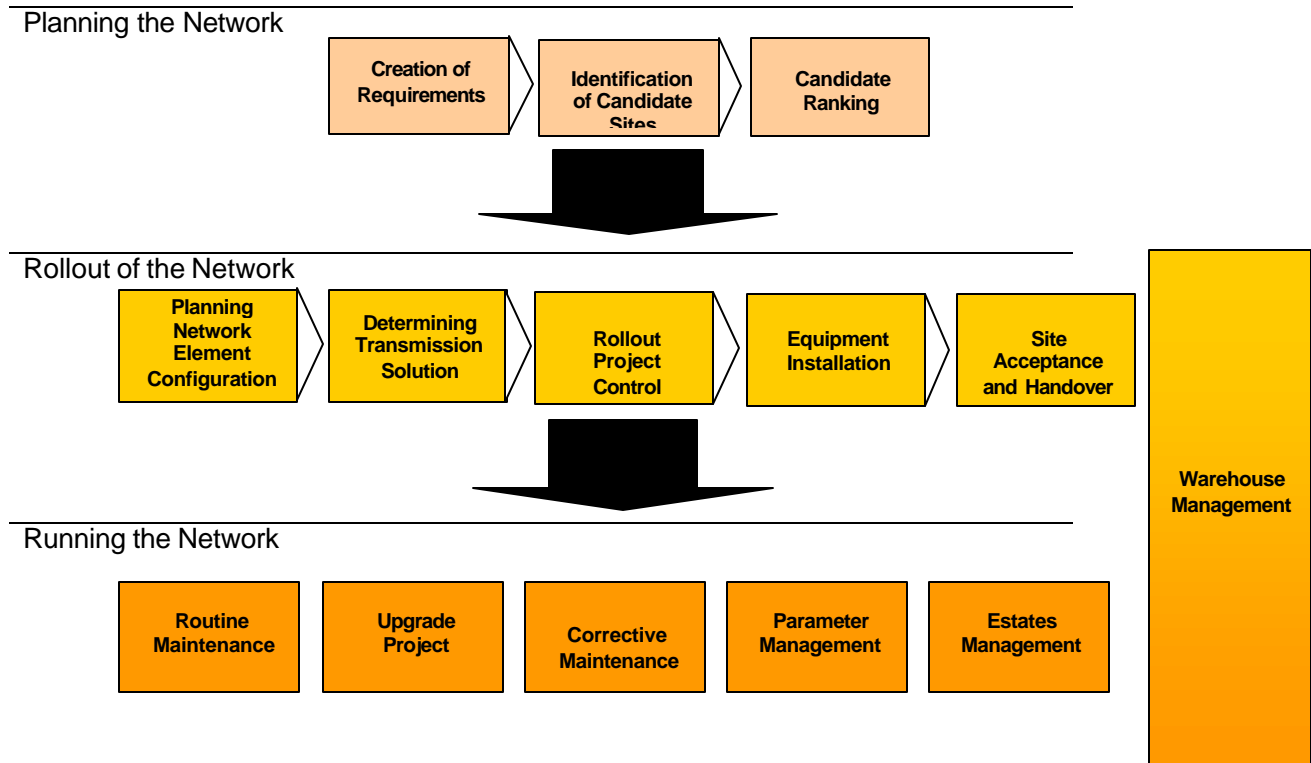 Planning the Network
Creation of
Requirements
Identification
of Candidate
Sites
Candidate
Ranking
Rollout of the Network
Planning
Network
Element
Configuration
Determining
Transmission
Solution
Rollout
Project
Control
Equipment
Installation
Site
Acceptance
and Handover
Warehouse
Management
Running the Network
Routine
Maintenance
Upgrade
Project
Corrective
Maintenance
Parameter
Management
Estates
Management